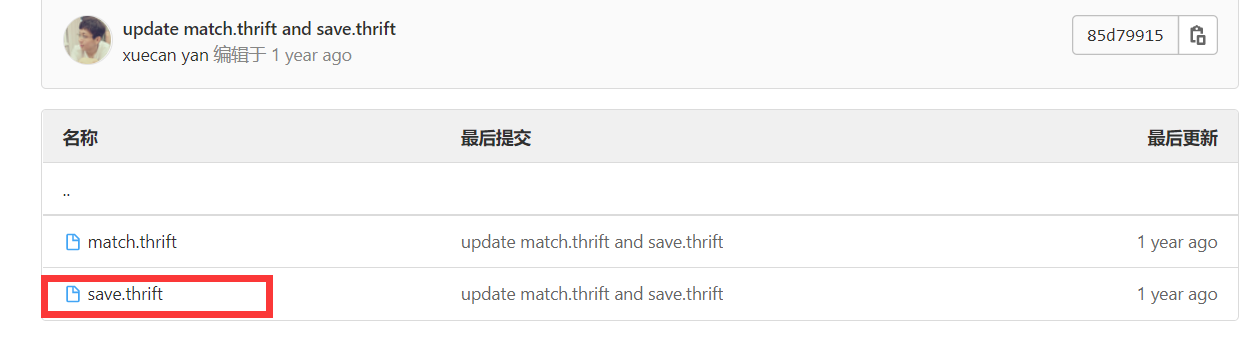 update match.thrift and save.thrift
xuecan yan 编辑于 1 year ago
85d79915
名称 最后提交 最后更新
..
match.thrift update match.thrift and save.thrift 1 year ago
save.thrift update match.thrift and save.thrift 1 year ago